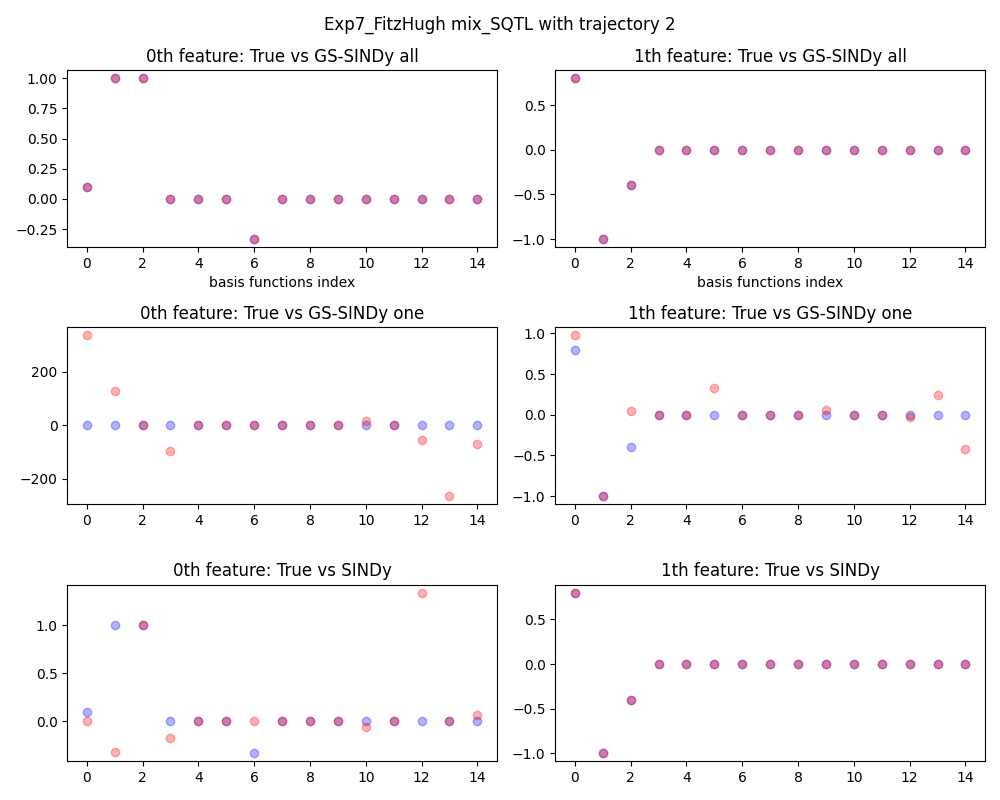 Exp7_FitzHugh mix_SQTL with trajectory 2
0th feature: True vs GS-SINDy all
1.00
0.75
0.50
0.25
0.00
−0.25
0 2 4 6 8 10 12 14
basis functions index
1th feature: True vs GS-SINDy all
0.5
0.0
−0.5
−1.0
0 2 4 6 8 10 12 14
basis functions index
0th feature: True vs GS-SINDy one
200
0
−200
0 2 4 6 8 10 12 14
1th feature: True vs GS-SINDy one
1.0
0.5
0.0
−0.5
−1.0
0 2 4 6 8 10 12 14
0th feature: True vs SINDy
1.0
0.5
0.0
0 2 4 6 8 10 12 14
1th feature: True vs SINDy
0.5
0.0
−0.5
−1.0
0 2 4 6 8 10 12 14